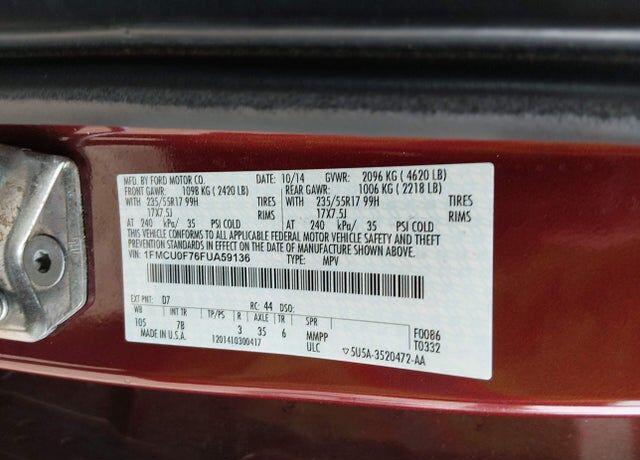 MFD. BY FORD MOTOR CO. DATE: 10/14 GVWR: 2096 KG ( 4620 LB)
FRONT GAWR: 1098 KG ( 2420 LB) REAR GAWR: 1006 KG ( 2218 LB)
WITH 235/55R17 99H TIRES WITH 235/55R17 99H TIRES
17X7.5J RIMS 17X7.5J RIMS
AT 240 kPa/ 35 PSI COLD AT 240 kPa/ 35 PSI COLD
THIS VEHICLE CONFORMS TO ALL APPLICABLE FEDERAL MOTOR VEHICLE SAFETY AND
THEFT PREVENTION STANDARDS IN EFFECT ON THE DATE OF MANUFACTURE SHOWN ABOVE.
VIN: 1FMCU0F76FUA59136 TYPE: MPV
EXT PNT: D7 RC: 44 DSO:
WB INT TR TP/PS R AXLE TR SPR F0086
105 7B 3 35 6 MMPP T0332
MADE IN U.S.A. 1201410300417 ULC ▽5U5A-3520472-AA